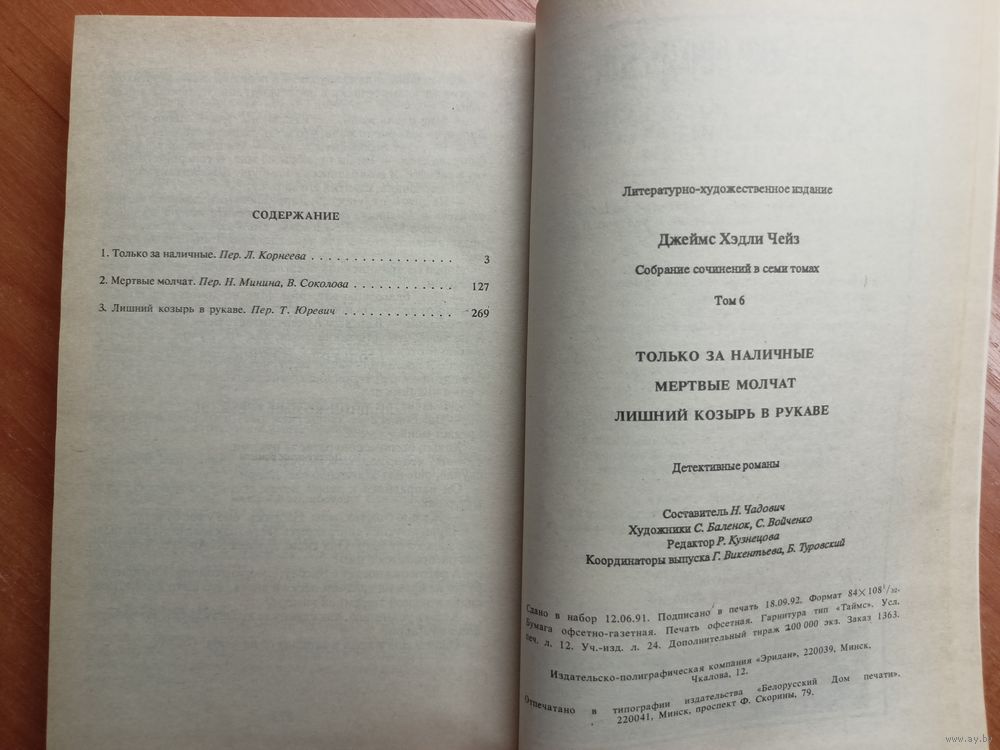 СОДЕРЖАНИЕ
1. Только за наличные. Пер. Л. Корнеева . . . . . . . . . . . . . . . . . 3
2. Мертвые молчат. Пер. Н. Минина, В. Соколова . . . . . . . . . . . . 127
3. Лишний козырь в рукаве. Пер. Т. Юревич . . . . . . . . . . . . . 269
Литературно-художественное издание
Джеймс Хэдли Чейз
Собрание сочинений в семи томах
Том 6
ТОЛЬКО ЗА НАЛИЧНЫЕ
МЕРТВЫЕ МОЛЧАТ
ЛИШНИЙ КОЗЫРЬ В РУКАВЕ
Детективные романы
Составитель Н. Чадович
Художники С. Баленок, С. Войченко
Редактор Р. Кузнецова
Координаторы выпуска Г. Викентьева, Б. Туровский
Сдано в набор 12.06.91. Подписано в печать 18.09.92. Формат 84×108¹/₃₂.
Бумага офсетно-газетная. Печать офсетная. Гарнитура тип «Таймс». Усл.
печ. л. 12. Уч.-изд. л. 24. Дополнительный тираж 200 000 экз. Заказ 1363.
Издательско-полиграфическая компания «Эридан», 220039, Минск,
Чкалова, 12.
Отпечатано в типографии издательства «Белорусский Дом печати».
220041, Минск, проспект Ф. Скорины, 79.
www.ay.by